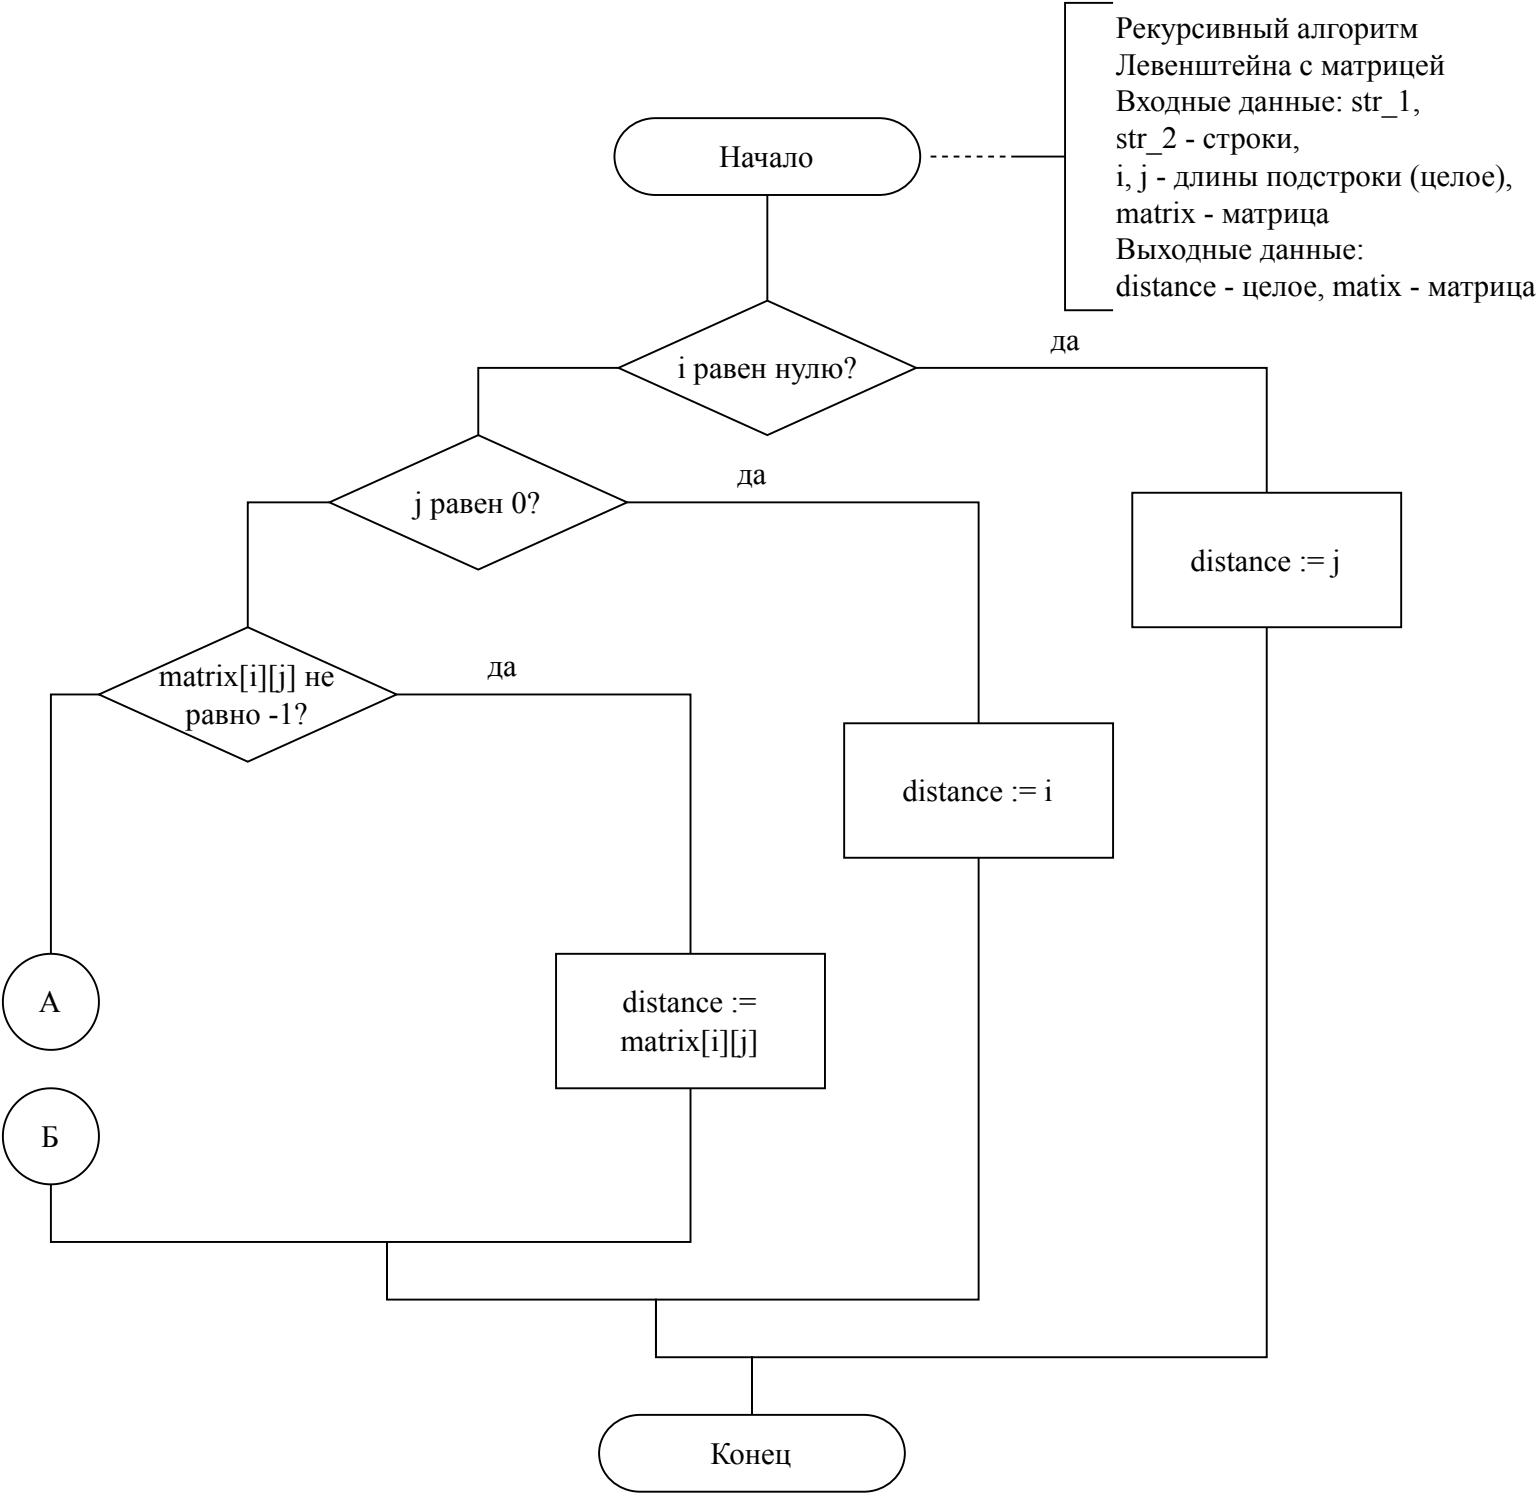 Рекурсивный алгоритм
Левенштейна с матрицей
Входные данные: str_1,
str_2 - строки,
i, j - длины подстроки (целое),
matrix - матрица
Выходные данные:
distance - целое, matix - матрица
Начало
i равен нулю?
да
j равен 0?
да
distance := j
matrix[i][j] не
равно -1?
да
distance := i
А
distance :=
matrix[i][j]
Б
Конец